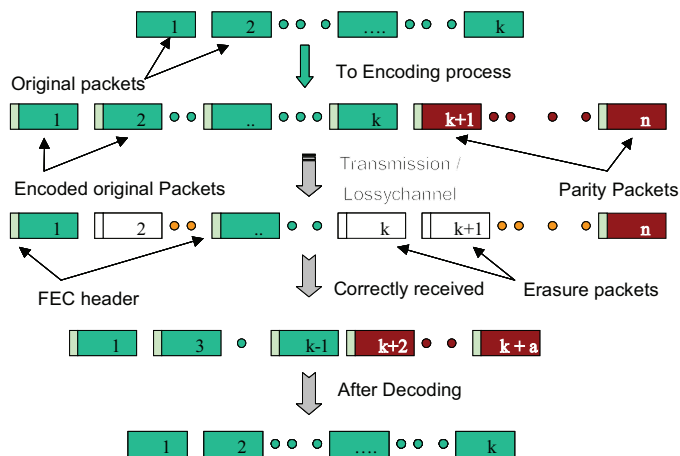 1 2 .... k
Original packets
To Encoding process
1 2 .. k k+1 n
Encoded original Packets
Transmission /
Lossychannel
Parity Packets
1 2 .. k k+1 n
FEC header
Correctly received
Erasure packets
1 3 k-1 k+2 k + a
After Decoding
1 2 .... k